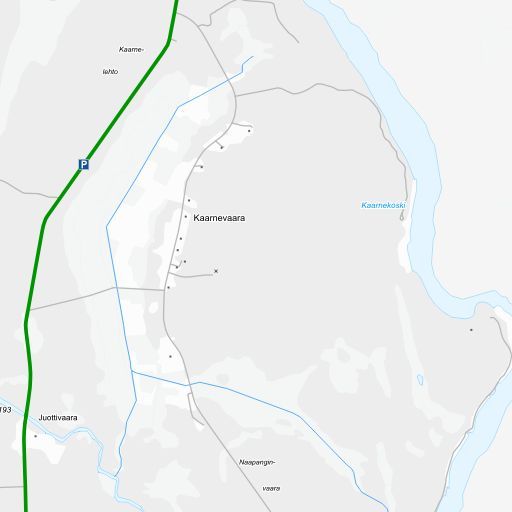 Kaarne-
lehto
P
Kaarnekoski
Kaarnevaara
193
Juottivaara
Naapangin-
vaara